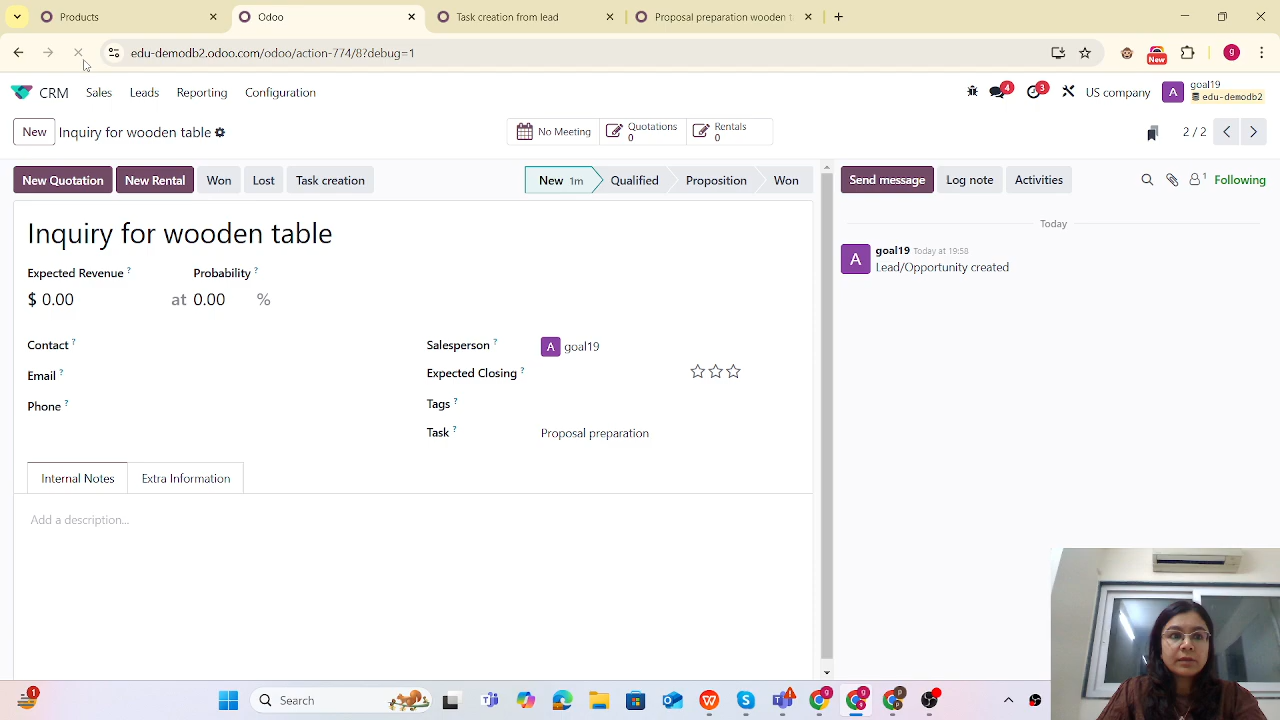 Products
Odoo
Task creation from lead
Proposal preparation wooden t
edu-demodb2.odoo.com/odoo/action-774/8?debug=1
New
g
CRM
Sales
Leads
Reporting
Configuration
4
3
US company
A
goal19
edu-demodb2
New
Inquiry for wooden table
No Meeting
Quotations
0
Rentals
0
2 / 2
New Quotation
New Rental
Won
Lost
Task creation
New 1m
Qualified
Proposition
Won
Send message
Log note
Activities
1
Following
Inquiry for wooden table
Expected Revenue ?
Probability ?
$ 0.00
at 0.00 %
Contact ?
Email ?
Phone ?
Salesperson ?
A goal19
Expected Closing ?
Tags ?
Task ?
Proposal preparation
Internal Notes
Extra Information
Add a description...
Today
A
goal19 Today at 19:58
Lead/Opportunity created
1
Search